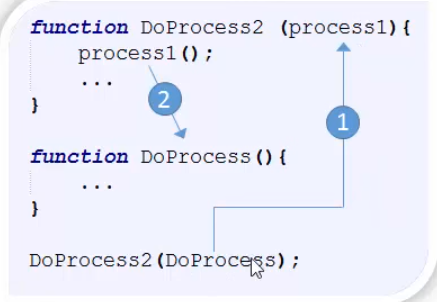 function DoProcess2 (process1){
process1();
...
}
2
1
function DoProcess(){
...
}
DoProcess2(DoProcess);